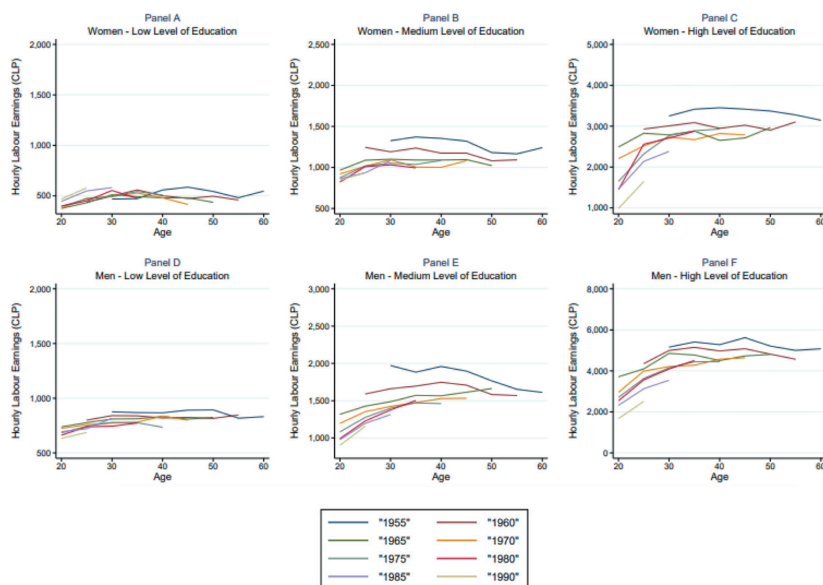 Panel A
Women - Low Level of Education
Hourly Labour Earnings (CLP)
2,000
1,500
1,000
500
20 30 40 50 60
Age
Panel B
Women - Medium Level of Education
Hourly Labour Earnings (CLP)
2,500
2,000
1,500
1,000
500
20 30 40 50 60
Age
Panel C
Women - High Level of Education
Hourly Labour Earnings (CLP)
5,000
4,000
3,000
2,000
1,000
20 30 40 50 60
Age
Panel D
Men - Low Level of Education
Hourly Labour Earnings (CLP)
2,000
1,500
1,000
500
20 30 40 50 60
Age
Panel E
Men - Medium Level of Education
Hourly Labour Earnings (CLP)
3,000
2,500
2,000
1,500
1,000
20 30 40 50 60
Age
Panel F
Men - High Level of Education
Hourly Labour Earnings (CLP)
8,000
6,000
4,000
2,000
0
20 30 40 50 60
Age
"1955" "1960"
"1965" "1970"
"1975" "1980"
"1985" "1990"